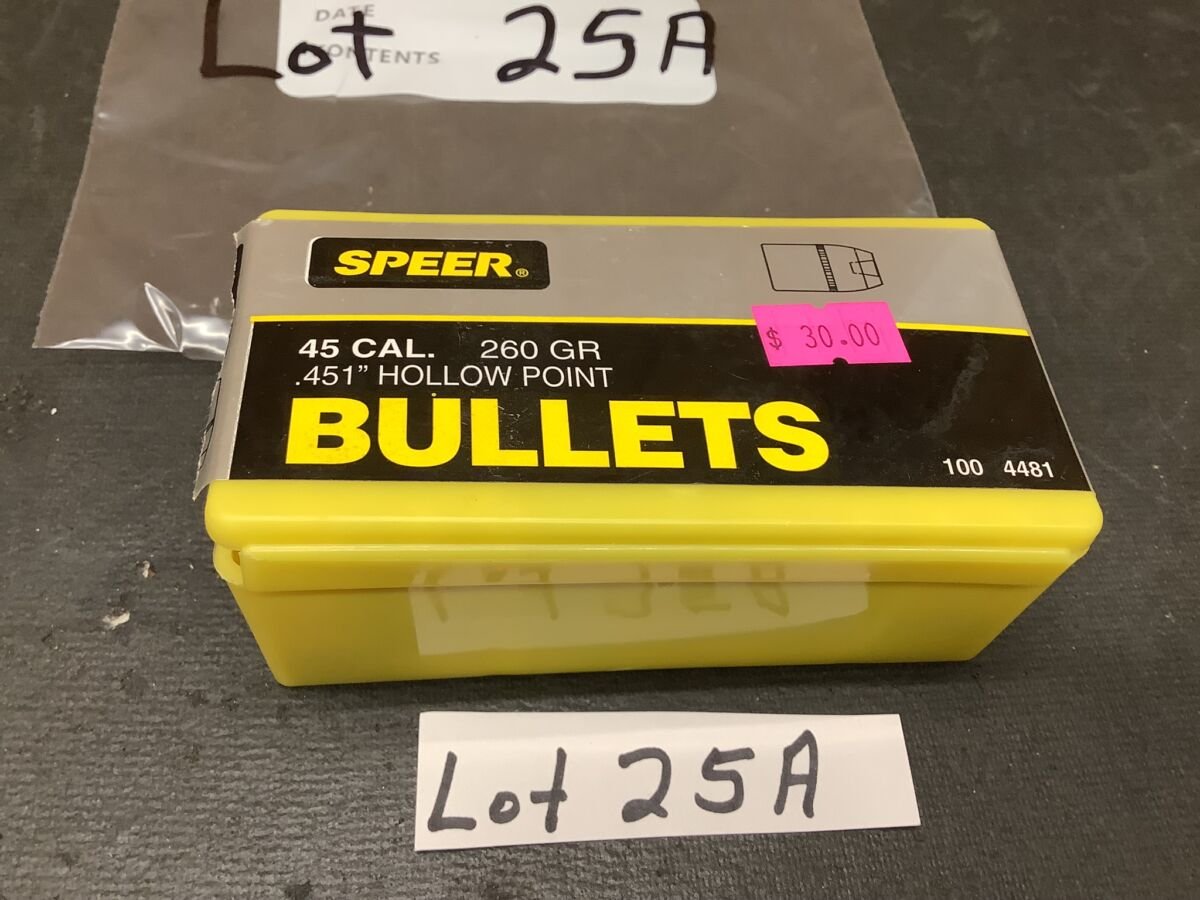 DATE
CONTENTS
Lot 25A
SPEER®
$ 30.00
45 CAL. 260 GR
.451” HOLLOW POINT
BULLETS
100 4481
Lot 25A